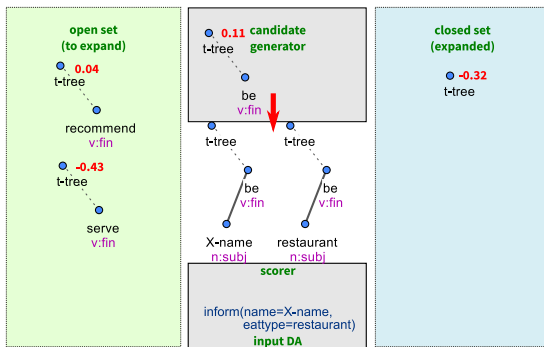 open set
(to expand)
0.04
t-tree
recommend
v:fin
-0.43
t-tree
serve
v:fin
candidate
generator
0.11
t-tree
be
v:fin
t-tree
be
v:fin
X-name
n:subj
t-tree
be
v:fin
restaurant
n:subj
scorer
inform(name=X-name,
eattype=restaurant)
input DA
closed set
(expanded)
-0.32
t-tree